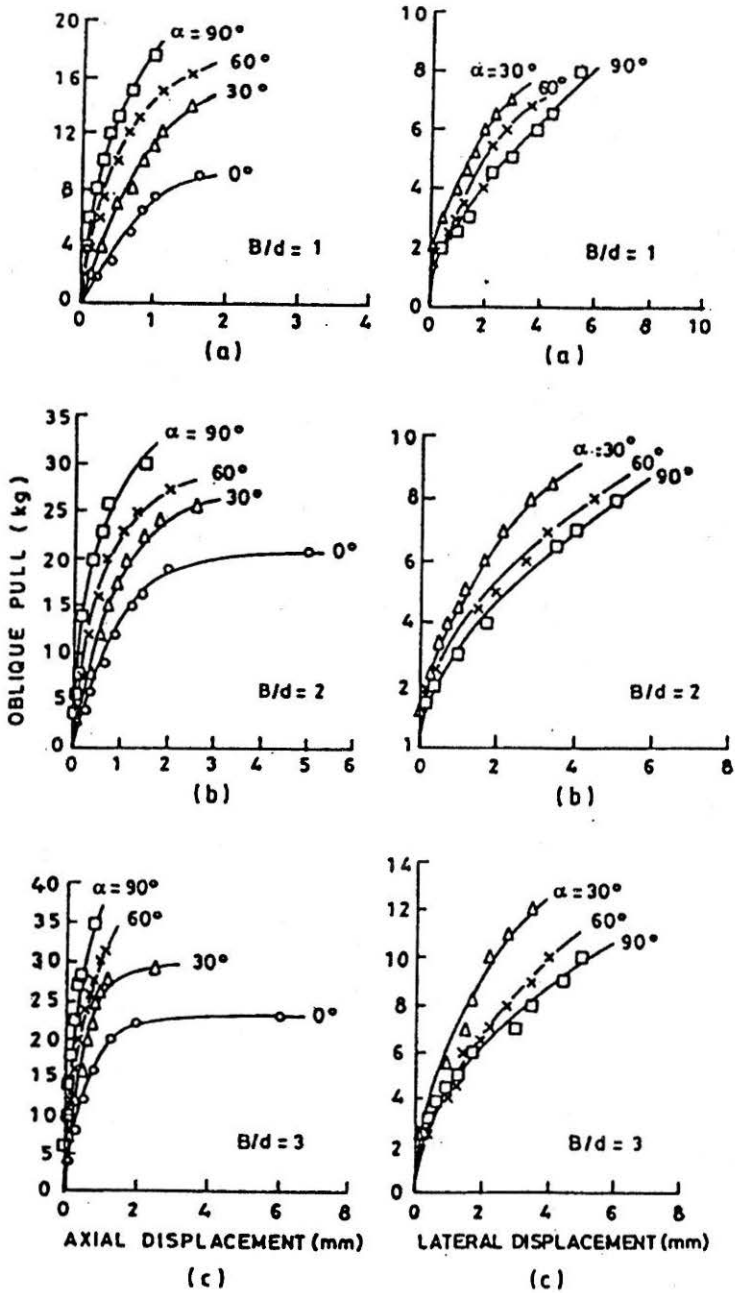 20
16
12
8
4
0
α = 90°
60°
30°
0°
B/d = 1
0 1 2 3 4
(a)
10
8
6
4
2
0
α=30°
60°
90°
B/d = 1
0 2 4 6 8 10
(a)
OBLIQUE PULL (kg)
35
30
25
20
15
10
5
0
α = 90°
60°
30°
0°
B/d = 2
0 1 2 3 4 5 6
(b)
10
8
6
4
2
1
α =30°
60°
90°
B/d = 2
0 2 4 6 8
(b)
40
35
30
25
20
15
10
5
0
α = 90°
60°
30°
0°
B/d = 3
0 2 4 6 8
AXIAL DISPLACEMENT (mm)
(c)
14
12
10
8
6
4
2
0
α = 30°
60°
90°
B/d = 3
0 2 4 6 8
LATERAL DISPLACEMENT (mm)
(c)